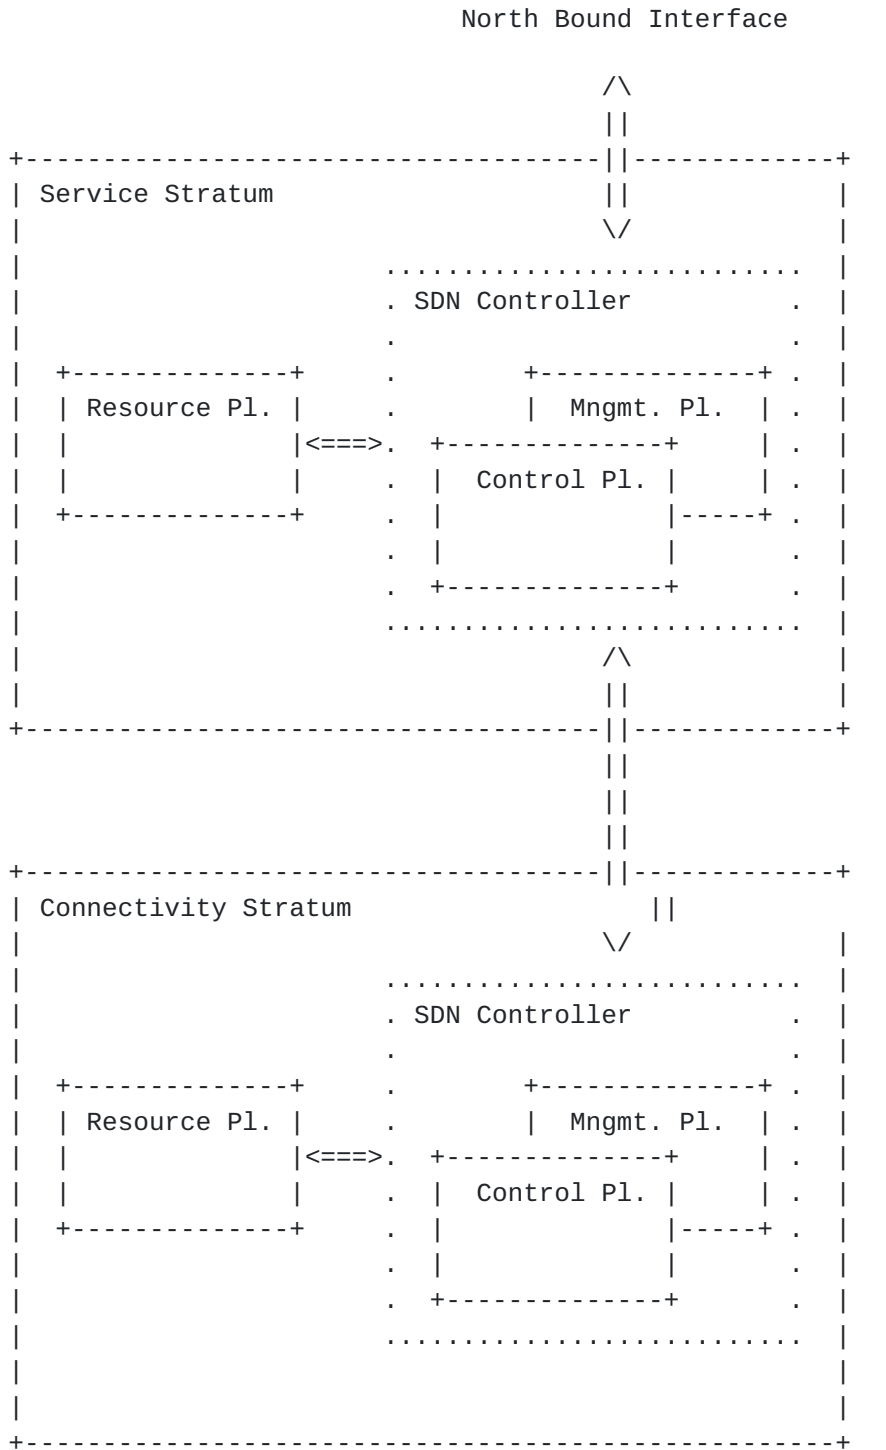 North Bound Interface
Service Stratum
SDN Controller
Resource Pl.
Mngmt. Pl.
Control Pl.
Connectivity Stratum
SDN Controller
Resource Pl.
Mngmt. Pl.
Control Pl.